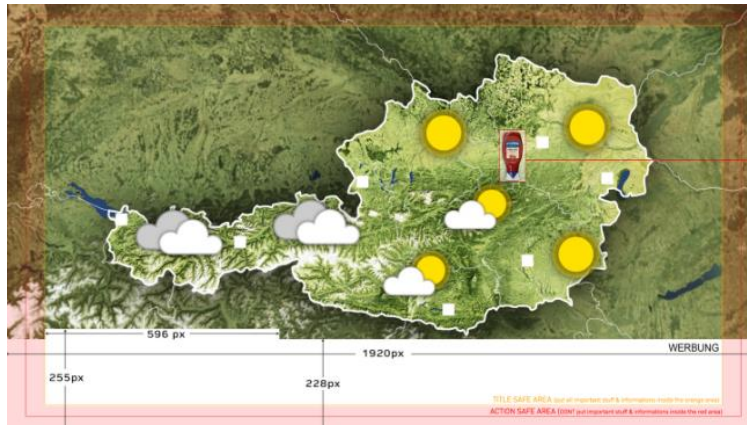 596 px
1920px
WERBUNG
255px
228px
TITLE SAFE AREA (put all important stuff & informations inside the orange area)
ACTION SAFE AREA (DONT put important stuff & informations inside the red area)